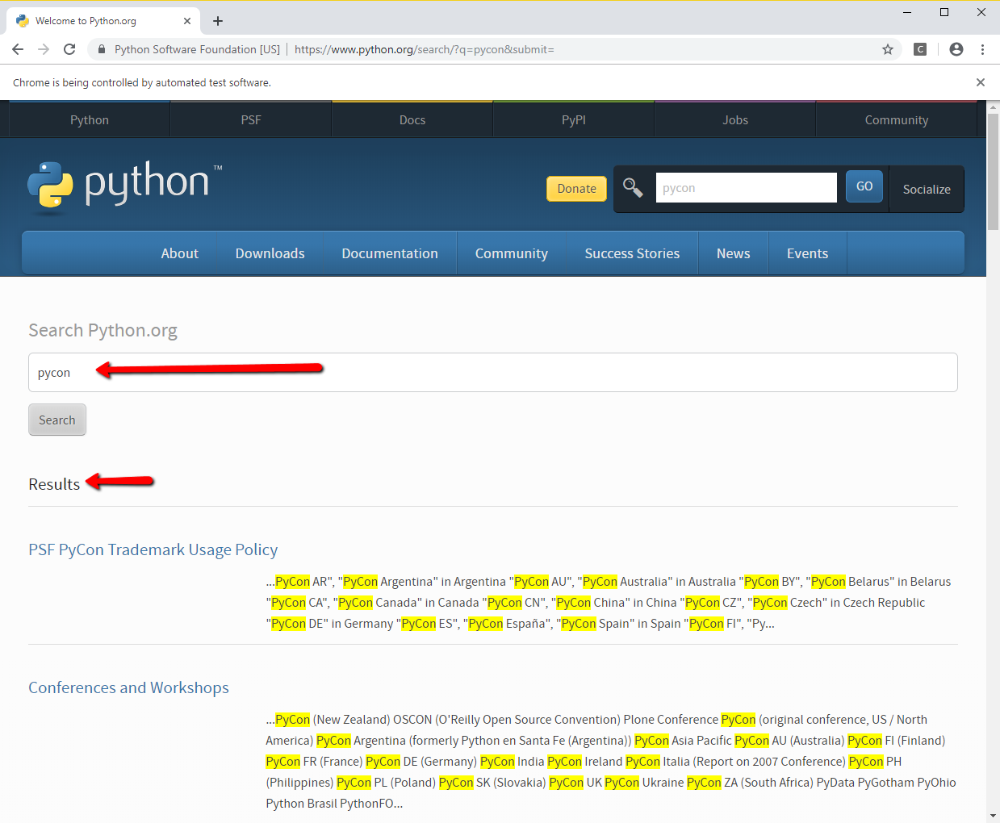 Welcome to Python.org
Python Software Foundation [US] | https://www.python.org/search/?q=pycon&submit=
C
Chrome is being controlled by automated test software.
Python PSF Docs PyPI Jobs Community
python™
Donate pycon GO Socialize
About Downloads Documentation Community Success Stories News Events
Search Python.org
pycon
Search
Results
PSF PyCon Trademark Usage Policy
...PyCon AR", "PyCon Argentina" in Argentina "PyCon AU", "PyCon Australia" in Australia "PyCon BY", "PyCon Belarus" in Belarus
"PyCon CA", "PyCon Canada" in Canada "PyCon CN", "PyCon China" in China "PyCon CZ", "PyCon Czech" in Czech Republic
"PyCon DE" in Germany "PyCon ES", "PyCon España", "PyCon Spain" in Spain "PyCon FI", "Py...
Conferences and Workshops
...PyCon (New Zealand) OSCON (O'Reilly Open Source Convention) Plone Conference PyCon (original conference, US / North
America) PyCon Argentina (formerly Python en Santa Fe (Argentina)) PyCon Asia Pacific PyCon AU (Australia) PyCon FI (Finland)
PyCon FR (France) PyCon DE (Germany) PyCon India PyCon Ireland PyCon Italia (Report on 2007 Conference) PyCon PH
(Philippines) PyCon PL (Poland) PyCon SK (Slovakia) PyCon UK PyCon Ukraine PyCon ZA (South Africa) PyData PyGotham PyOhio
Python Brasil PythonFO...